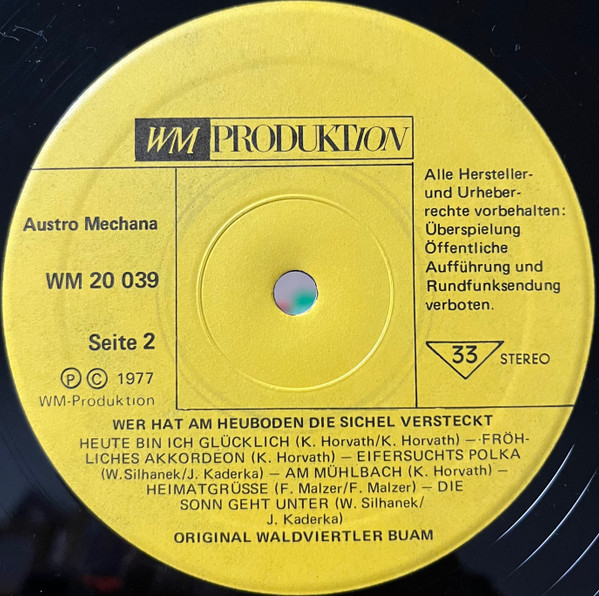 WM PRODUKTION
Austro Mechana
WM 20 039
Seite 2
Ⓟ Ⓒ 1977
WM-Produktion
Alle Hersteller-
und Urheber-
rechte vorbehalten:
Überspielung
Öffentliche
Aufführung und
Rundfunksendung
verboten.
33 STEREO
WER HAT AM HEUBODEN DIE SICHEL VERSTECKT
HEUTE BIN ICH GLÜCKLICH (K. Horvath/K. Horvath) – FRÖH-
LICHES AKKORDEON (K. Horvath) – EIFERSUCHTS POLKA
(W. Silhanek/J. Kaderka) – AM MÜHLBACH (K. Horvath) –
HEIMATGRÜSSE (F. Malzer/F. Malzer) – DIE
SONN GEHT UNTER (W. Silhanek/
J. Kaderka)
ORIGINAL WALDVIERTLER BUAM